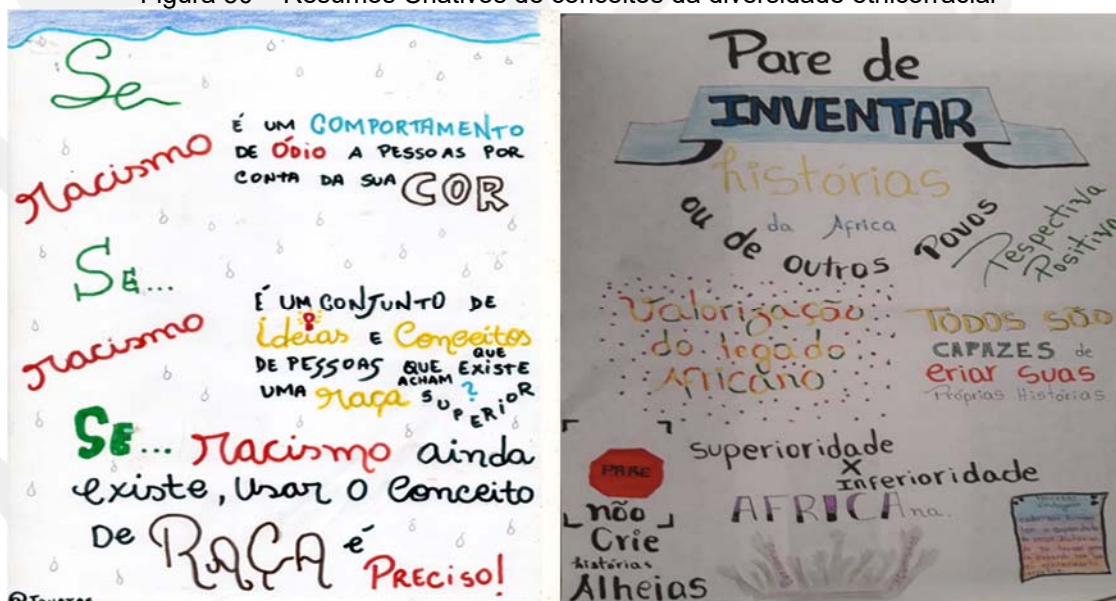 Se
racismo
É UM COMPORTAMENTO
DE ÓDIO A PESSOAS POR
CONTA DA SUA COR
SE...
racismo
É UM CONJUNTO DE
ideias E Conceitos
DE PESSOAS QUE ACHAM QUE EXISTE
UMA raça SUPERIOR?
SE... racismo ainda
existe, usar o conceito
De RAÇA é PRECISO!
Pare de
INVENTAR
histórias
da Africa
ou de outros Povos
Perspectiva
Positiva
Valorização
do legado
Africano
TODOS SÃO
CAPAZES de
criar suas
Próprias Histórias
PARE
não
Crie
histórias
Alheias
superioridade
X
Inferioridade
AFRICAna.